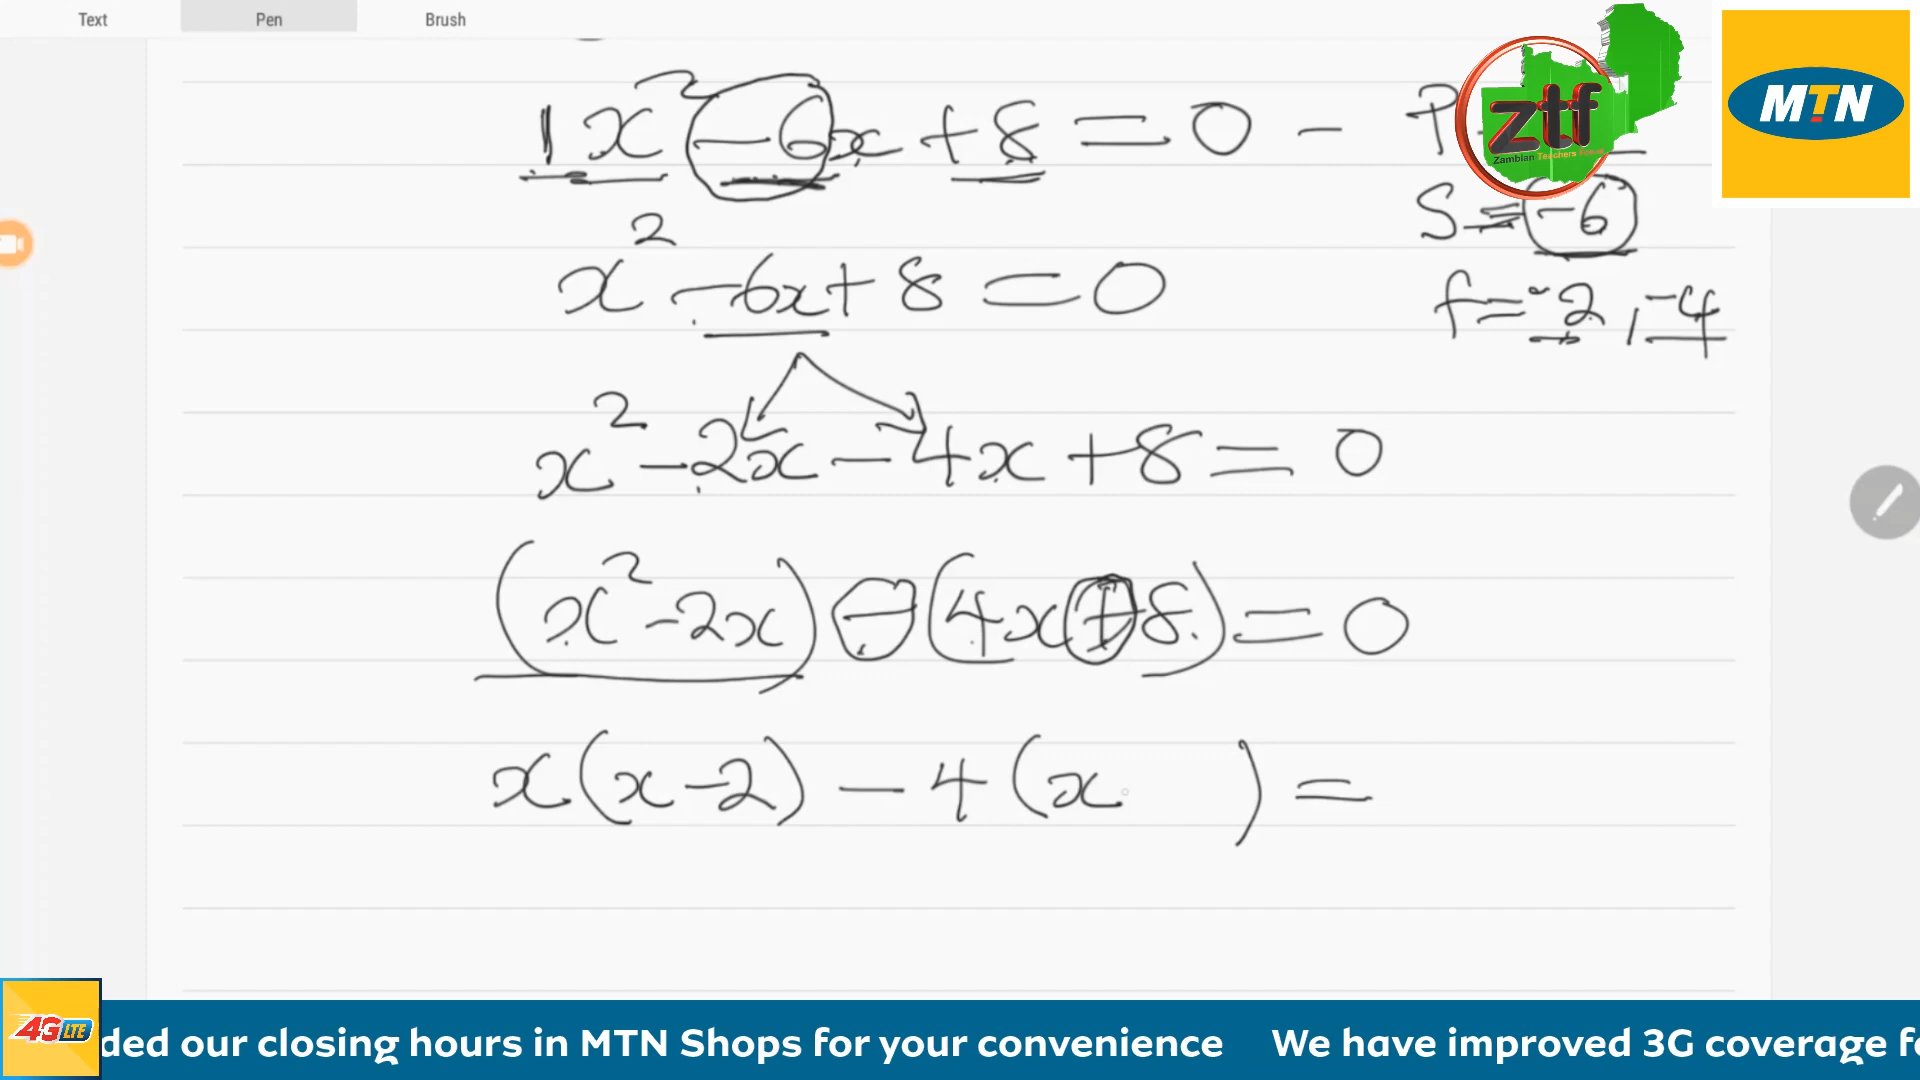 Text Pen Brush
1x² - 6x + 8 = 0 - P
S = -6
x² - 6x + 8 = 0
f = -2, -4
x² - 2x - 4x + 8 = 0
(x² - 2x) - (4x + 8) = 0
x(x - 2) - 4(x ) =
ztf
Zambian Teachers Forum
MTN
4G LTE
ded our closing hours in MTN Shops for your convenience We have improved 3G coverage fo